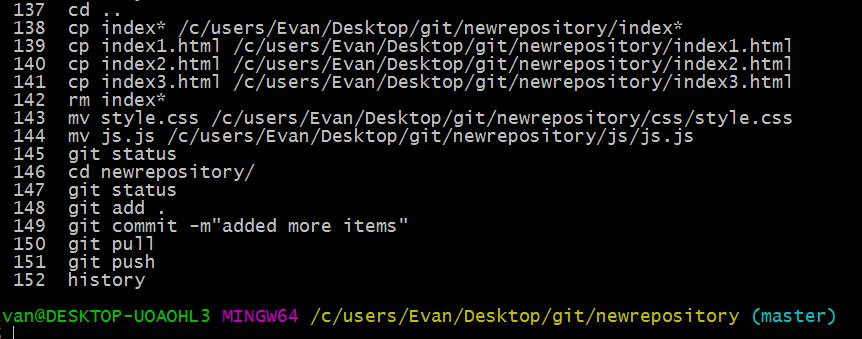 137  cd ..
138  cp index* /c/users/Evan/Desktop/git/newrepository/index*
139  cp index1.html /c/users/Evan/Desktop/git/newrepository/index1.html
140  cp index2.html /c/users/Evan/Desktop/git/newrepository/index2.html
141  cp index3.html /c/users/Evan/Desktop/git/newrepository/index3.html
142  rm index*
143  mv style.css /c/users/Evan/Desktop/git/newrepository/css/style.css
144  mv js.js /c/users/Evan/Desktop/git/newrepository/js/js.js
145  git status
146  cd newrepository/
147  git status
148  git add .
149  git commit -m"added more items"
150  git pull
151  git push
152  history
van@DESKTOP-UOAOHL3 MINGW64 /c/users/Evan/Desktop/git/newrepository (master)